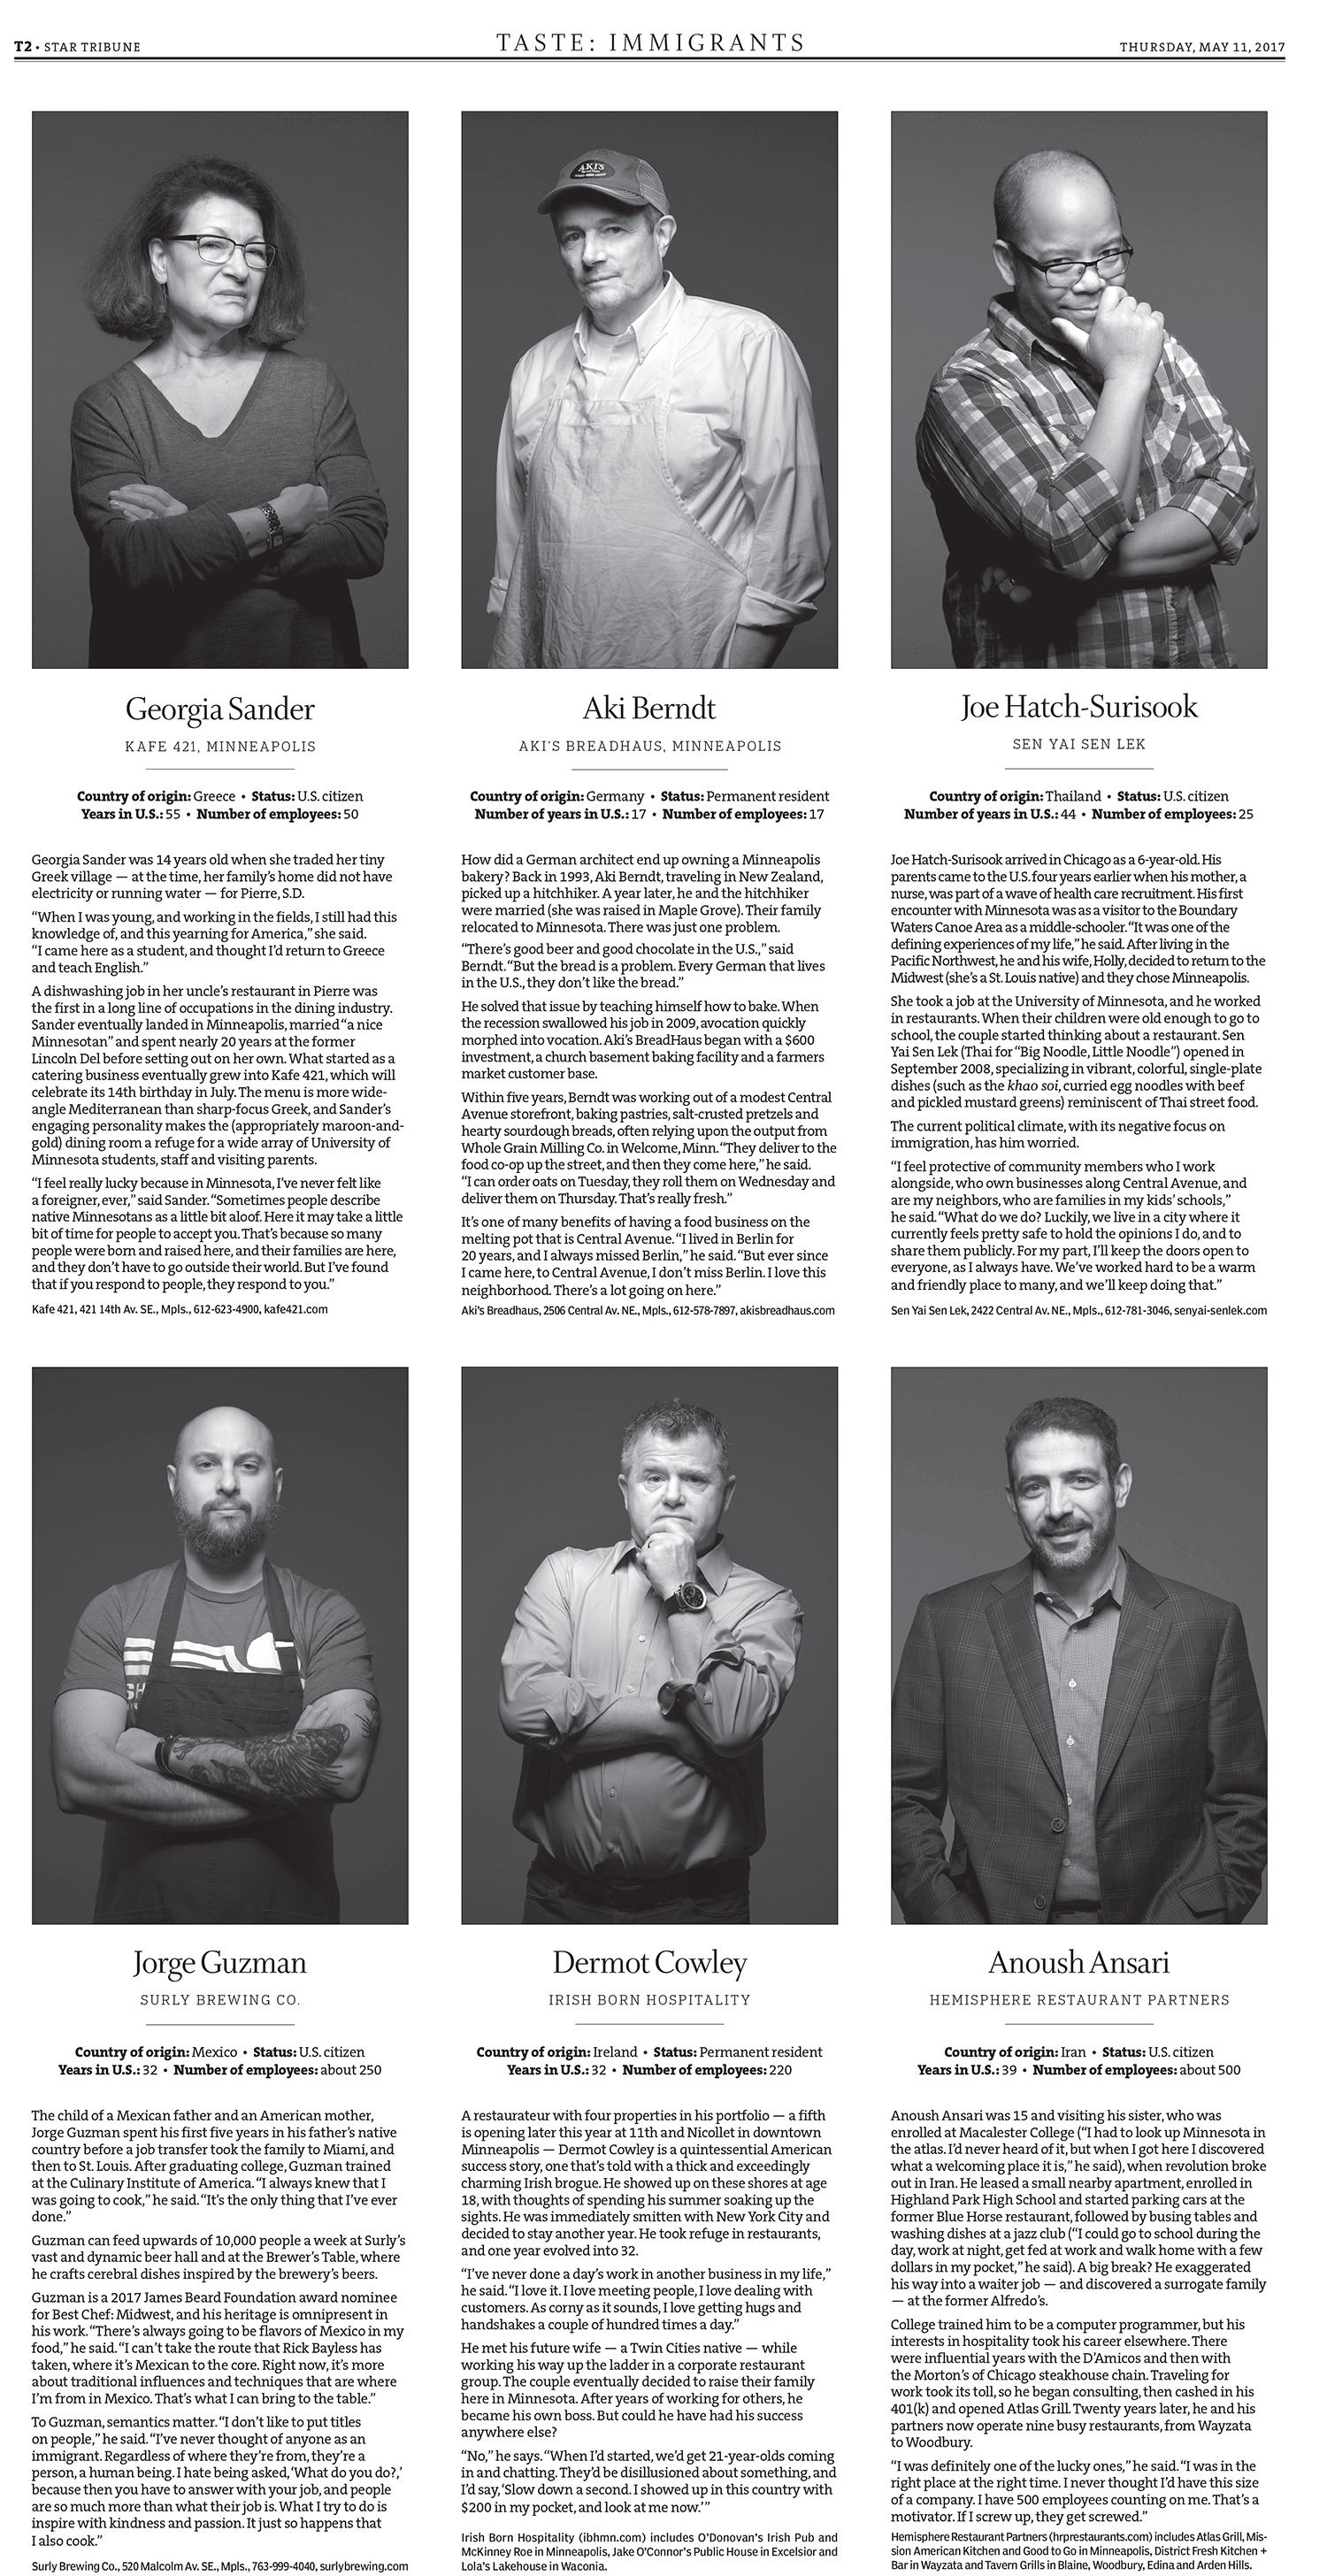 T2 • STAR TRIBUNE
TASTE: IMMIGRANTS
THURSDAY, MAY 11, 2017
AKI'S
Georgia Sander
KAFE 421, MINNEAPOLIS
Country of origin: Greece • Status: U.S. citizen
Years in U.S.: 55 • Number of employees: 50
Georgia Sander was 14 years old when she traded her tiny
Greek village — at the time, her family's home did not have
electricity or running water — for Pierre, S.D.
“When I was young, and working in the fields, I still had this
knowledge of, and this yearning for America,” she said.
“I came here as a student, and thought I'd return to Greece
and teach English.”
A dishwashing job in her uncle's restaurant in Pierre was
the first in a long line of occupations in the dining industry.
Sander eventually landed in Minneapolis, married “a nice
Minnesotan” and spent nearly 20 years at the former
Lincoln Del before setting out on her own. What started as a
catering business eventually grew into Kafe 421, which will
celebrate its 14th birthday in July. The menu is more wide-
angle Mediterranean than sharp-focus Greek, and Sander's
engaging personality makes the (appropriately maroon-and-
gold) dining room a refuge for a wide array of University of
Minnesota students, staff and visiting parents.
“I feel really lucky because in Minnesota, I've never felt like
a foreigner, ever,” said Sander. “Sometimes people describe
native Minnesotans as a little bit aloof. Here it may take a little
bit of time for people to accept you. That's because so many
people were born and raised here, and their families are here,
and they don't have to go outside their world. But I've found
that if you respond to people, they respond to you.”
Kafe 421, 421 14th Av. SE., Mpls., 612-623-4900, kafe421.com
Aki Berndt
AKI'S BREADHAUS, MINNEAPOLIS
Country of origin: Germany • Status: Permanent resident
Number of years in U.S.: 17 • Number of employees: 17
How did a German architect end up owning a Minneapolis
bakery? Back in 1993, Aki Berndt, traveling in New Zealand,
picked up a hitchhiker. A year later, he and the hitchhiker
were married (she was raised in Maple Grove). Their family
relocated to Minnesota. There was just one problem.
“There's good beer and good chocolate in the U.S.,” said
Berndt. “But the bread is a problem. Every German that lives
in the U.S., they don't like the bread.”
He solved that issue by teaching himself how to bake. When
the recession swallowed his job in 2009, avocation quickly
morphed into vocation. Aki's BreadHaus began with a $600
investment, a church basement baking facility and a farmers
market customer base.
Within five years, Berndt was working out of a modest Central
Avenue storefront, baking pastries, salt-crusted pretzels and
hearty sourdough breads, often relying upon the output from
Whole Grain Milling Co. in Welcome, Minn. “They deliver to the
food co-op up the street, and then they come here,” he said.
“I can order oats on Tuesday, they roll them on Wednesday and
deliver them on Thursday. That's really fresh.”
It's one of many benefits of having a food business on the
melting pot that is Central Avenue. “I lived in Berlin for
20 years, and I always missed Berlin,” he said. “But ever since
I came here, to Central Avenue, I don't miss Berlin. I love this
neighborhood. There's a lot going on here.”
Aki's Breadhaus, 2506 Central Av. NE., Mpls., 612-578-7897, akisbreadhaus.com
Joe Hatch-Surisook
SEN YAI SEN LEK
Country of origin: Thailand • Status: U.S. citizen
Number of years in U.S.: 44 • Number of employees: 25
Joe Hatch-Surisook arrived in Chicago as a 6-year-old. His
parents came to the U.S. four years earlier when his mother, a
nurse, was part of a wave of health care recruitment. His first
encounter with Minnesota was as a visitor to the Boundary
Waters Canoe Area as a middle-schooler. “It was one of the
defining experiences of my life,” he said. After living in the
Pacific Northwest, he and his wife, Holly, decided to return to the
Midwest (she's a St. Louis native) and they chose Minneapolis.
She took a job at the University of Minnesota, and he worked
in restaurants. When their children were old enough to go to
school, the couple started thinking about a restaurant. Sen
Yai Sen Lek (Thai for “Big Noodle, Little Noodle”) opened in
September 2008, specializing in vibrant, colorful, single-plate
dishes (such as the khao soi, curried egg noodles with beef
and pickled mustard greens) reminiscent of Thai street food.
The current political climate, with its negative focus on
immigration, has him worried.
“I feel protective of community members who I work
alongside, who own businesses along Central Avenue, and
are my neighbors, who are families in my kids' schools,”
he said. “What do we do? Luckily, we live in a city where it
currently feels pretty safe to hold the opinions I do, and to
share them publicly. For my part, I'll keep the doors open to
everyone, as I always have. We've worked hard to be a warm
and friendly place to many, and we'll keep doing that.”
Sen Yai Sen Lek, 2422 Central Av. NE., Mpls., 612-781-3046, senyai-senlek.com
Jorge Guzman
SURLY BREWING CO.
Country of origin: Mexico • Status: U.S. citizen
Years in U.S.: 32 • Number of employees: about 250
The child of a Mexican father and an American mother,
Jorge Guzman spent his first five years in his father's native
country before a job transfer took the family to Miami, and
then to St. Louis. After graduating college, Guzman trained
at the Culinary Institute of America. “I always knew that I
was going to cook,” he said. “It's the only thing that I've ever
done.”
Guzman can feed upwards of 10,000 people a week at Surly's
vast and dynamic beer hall and at the Brewer's Table, where
he crafts cerebral dishes inspired by the brewery's beers.
Guzman is a 2017 James Beard Foundation award nominee
for Best Chef: Midwest, and his heritage is omnipresent in
his work. “There's always going to be flavors of Mexico in my
food,” he said. “I can't take the route that Rick Bayless has
taken, where it's Mexican to the core. Right now, it's more
about traditional influences and techniques that are where
I'm from in Mexico. That's what I can bring to the table.”
To Guzman, semantics matter. “I don't like to put titles
on people,” he said. “I've never thought of anyone as an
immigrant. Regardless of where they're from, they're a
person, a human being. I hate being asked, ‘What do you do?,’
because then you have to answer with your job, and people
are so much more than what their job is. What I try to do is
inspire with kindness and passion. It just so happens that
I also cook.”
Surly Brewing Co., 520 Malcolm Av. SE., Mpls., 763-999-4040, surlybrewing.com
Dermot Cowley
IRISH BORN HOSPITALITY
Country of origin: Ireland • Status: Permanent resident
Years in U.S.: 32 • Number of employees: 220
A restaurateur with four properties in his portfolio — a fifth
is opening later this year at 11th and Nicollet in downtown
Minneapolis — Dermot Cowley is a quintessential American
success story, one that's told with a thick and exceedingly
charming Irish brogue. He showed up on these shores at age
18, with thoughts of spending his summer soaking up the
sights. He was immediately smitten with New York City and
decided to stay another year. He took refuge in restaurants,
and one year evolved into 32.
“I've never done a day's work in another business in my life,”
he said. “I love it. I love meeting people, I love dealing with
customers. As corny as it sounds, I love getting hugs and
handshakes a couple of hundred times a day.”
He met his future wife — a Twin Cities native — while
working his way up the ladder in a corporate restaurant
group. The couple eventually decided to raise their family
here in Minnesota. After years of working for others, he
became his own boss. But could he have had his success
anywhere else?
“No,” he says. “When I'd started, we'd get 21-year-olds coming
in and chatting. They'd be disillusioned about something, and
I'd say, ‘Slow down a second. I showed up in this country with
$200 in my pocket, and look at me now.’”
Irish Born Hospitality (ibhmn.com) includes O'Donovan's Irish Pub and
McKinney Roe in Minneapolis, Jake O'Connor's Public House in Excelsior and
Lola's Lakehouse in Waconia.
Anoush Ansari
HEMISPHERE RESTAURANT PARTNERS
Country of origin: Iran • Status: U.S. citizen
Years in U.S.: 39 • Number of employees: about 500
Anoush Ansari was 15 and visiting his sister, who was
enrolled at Macalester College (“I had to look up Minnesota in
the atlas. I'd never heard of it, but when I got here I discovered
what a welcoming place it is,” he said), when revolution broke
out in Iran. He leased a small nearby apartment, enrolled in
Highland Park High School and started parking cars at the
former Blue Horse restaurant, followed by busing tables and
washing dishes at a jazz club (“I could go to school during the
day, work at night, get fed at work and walk home with a few
dollars in my pocket,” he said). A big break? He exaggerated
his way into a waiter job — and discovered a surrogate family
— at the former Alfredo's.
College trained him to be a computer programmer, but his
interests in hospitality took his career elsewhere. There
were influential years with the D'Amicos and then with
the Morton's of Chicago steakhouse chain. Traveling for
work took its toll, so he began consulting, then cashed in his
401(k) and opened Atlas Grill. Twenty years later, he and his
partners now operate nine busy restaurants, from Wayzata
to Woodbury.
“I was definitely one of the lucky ones,” he said. “I was in the
right place at the right time. I never thought I'd have this size
of a company. I have 500 employees counting on me. That's a
motivator. If I screw up, they get screwed.”
Hemisphere Restaurant Partners (hrprestaurants.com) includes Atlas Grill, Mis-
sion American Kitchen and Good to Go in Minneapolis, District Fresh Kitchen +
Bar in Wayzata and Tavern Grills in Blaine, Woodbury, Edina and Arden Hills.